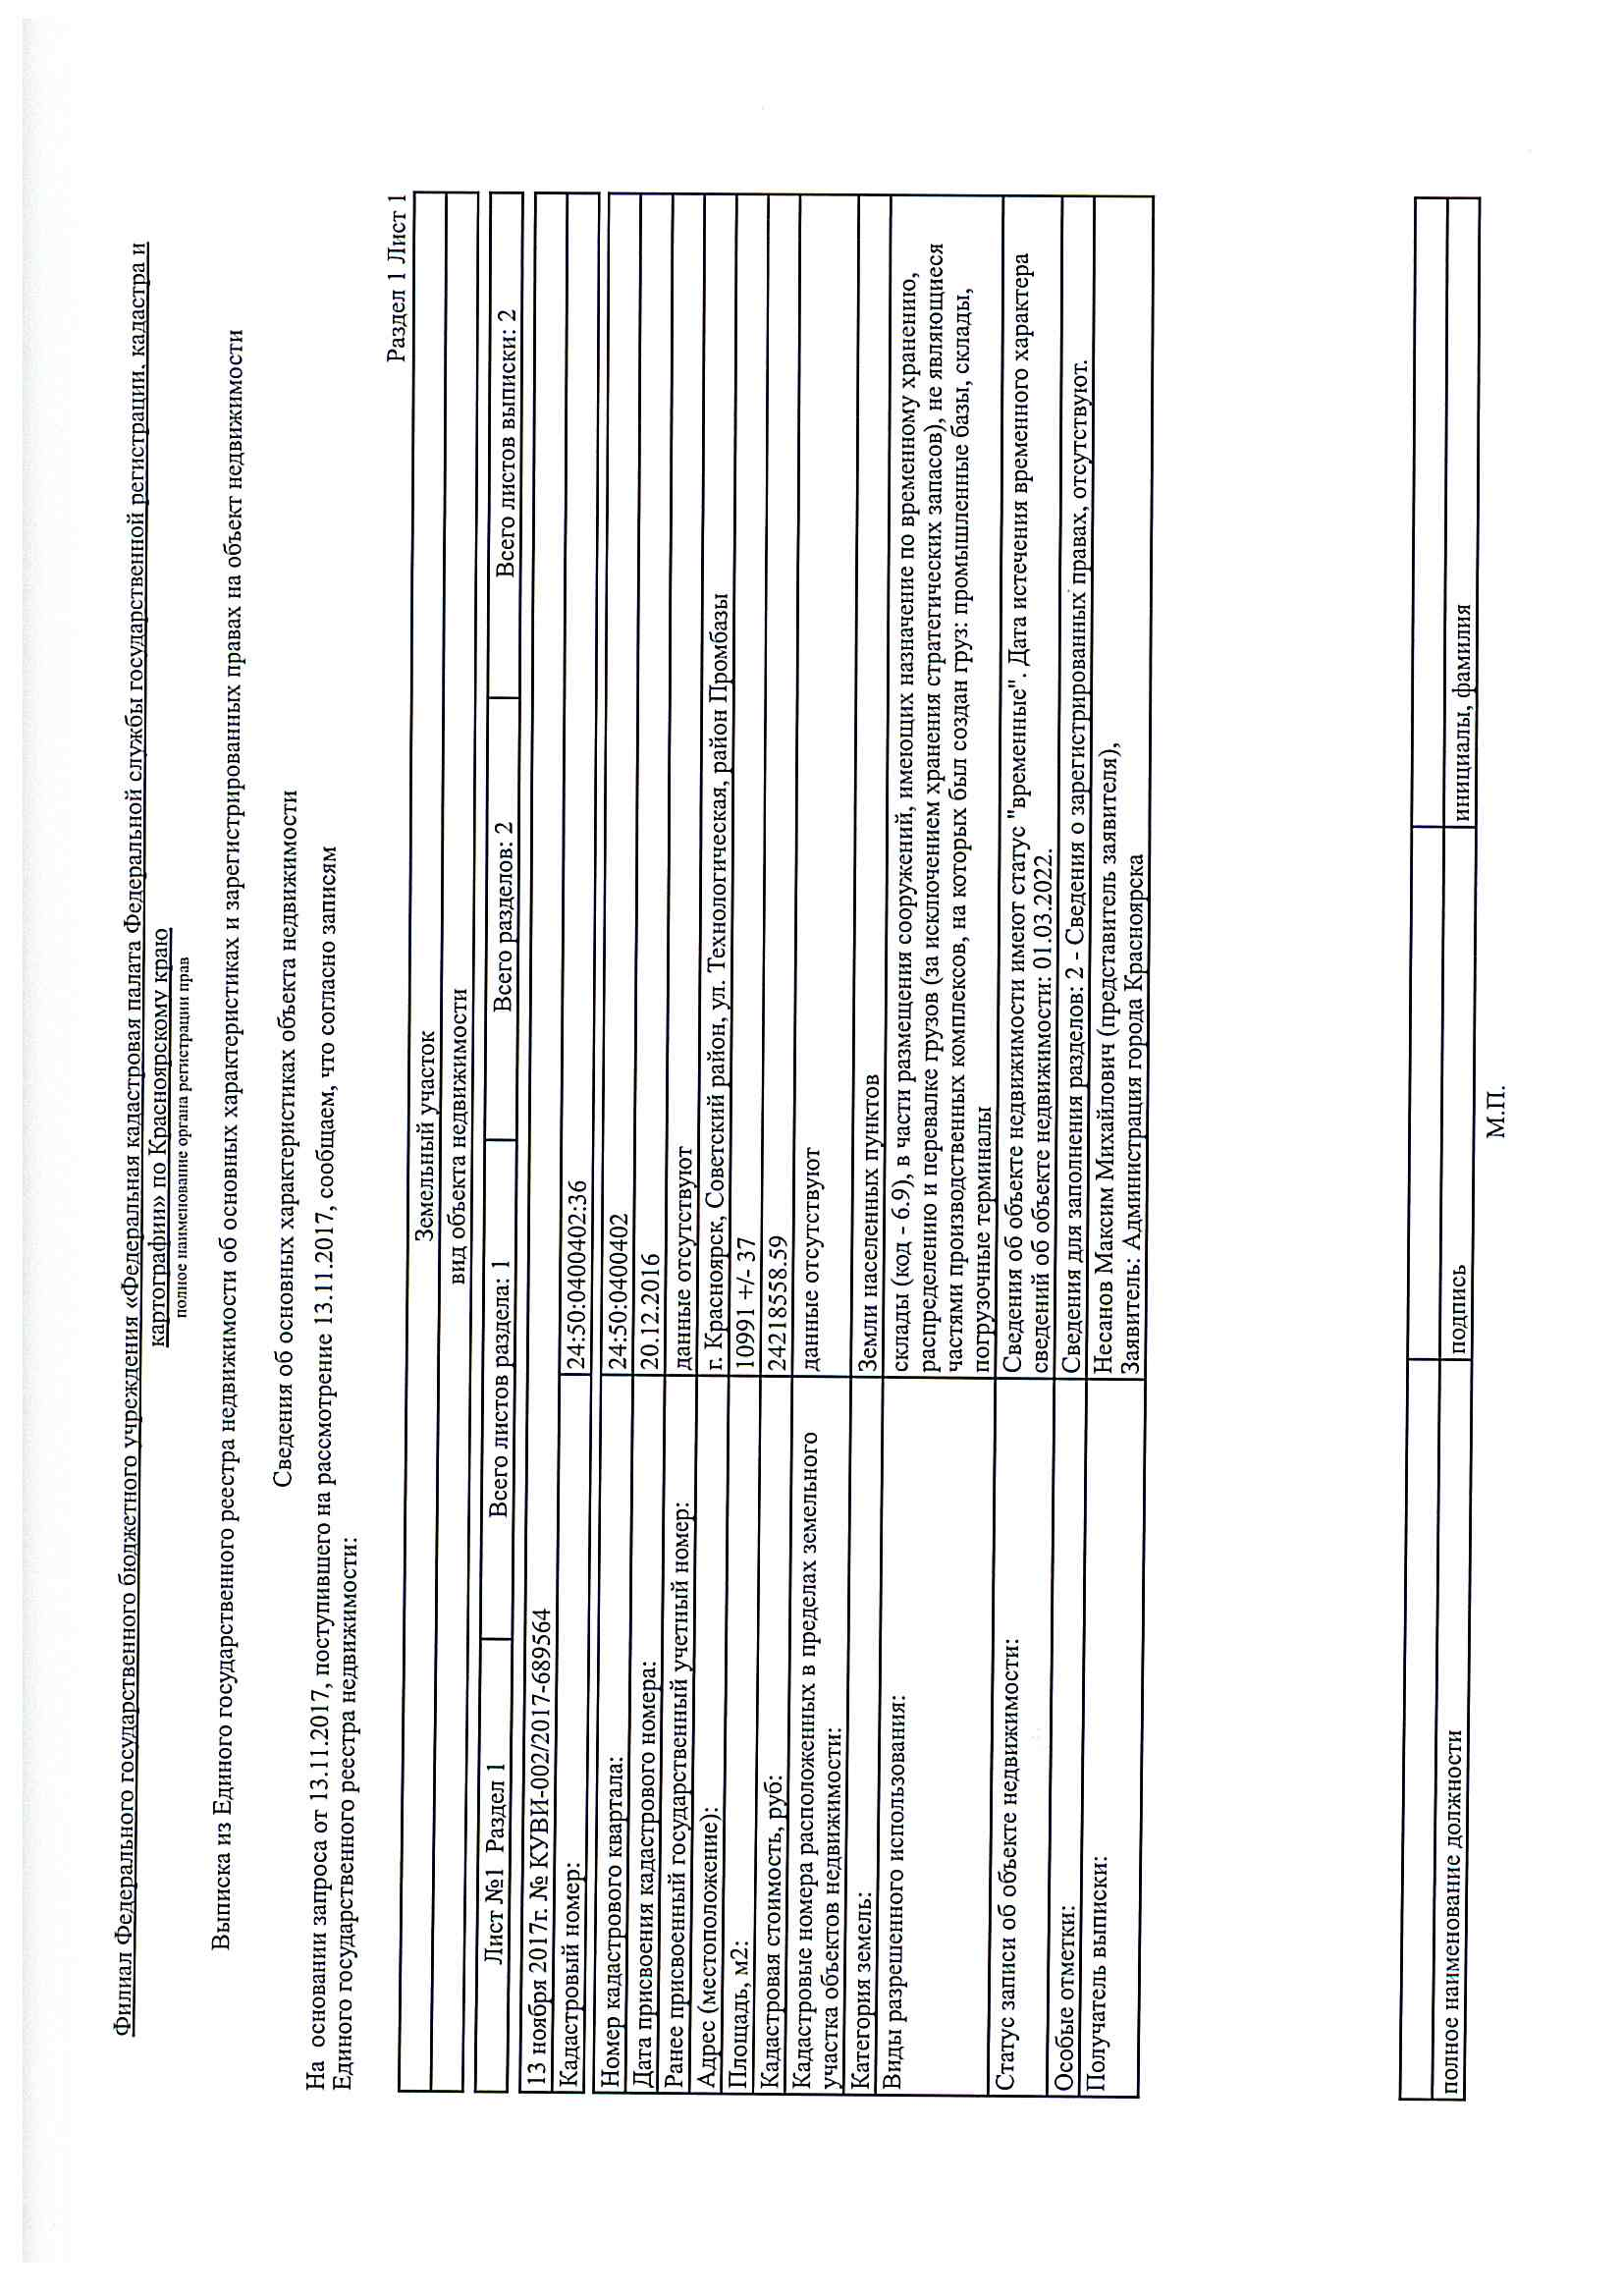 Филиал Федерального государственного бюджетного учреждения «Федеральная кадастровая палата Федеральной службы государственной регистрации, кадастра и
картографии» по Красноярскому краю
полное наименование органа регистрации прав
Выписка из Единого государственного реестра недвижимости об основных характеристиках и зарегистрированных правах на объект недвижимости
Сведения об основных характеристиках объекта недвижимости
На основании запроса от 13.11.2017, поступившего на рассмотрение 13.11.2017, сообщаем, что согласно записям
Единого государственного реестра недвижимости:
Раздел 1 Лист 1
Земельный участок
вид объекта недвижимости
Лист №1 Раздел 1 Всего листов раздела: 1 Всего разделов: 2 Всего листов выписки: 2
13 ноября 2017г. № КУВИ-002/2017-689564
Кадастровый номер: 24:50:0400402:36
Номер кадастрового квартала: 24:50:0400402
Дата присвоения кадастрового номера: 20.12.2016
Ранее присвоенный государственный учетный номер: данные отсутствуют
Адрес (местоположение): г. Красноярск, Советский район, ул. Технологическая, район Промбазы
Площадь, м2: 10991 +/- 37
Кадастровая стоимость, руб: 24218558.59
Кадастровые номера расположенных в пределах земельного
участка объектов недвижимости: данные отсутствуют
Категория земель: Земли населенных пунктов
Виды разрешенного использования: склады (код - 6.9), в части размещения сооружений, имеющих назначение по временному хранению,
распределению и перевалке грузов (за исключением хранения стратегических запасов), не являющиеся
частями производственных комплексов, на которых был создан груз: промышленные базы, склады,
погрузочные терминалы
Статус записи об объекте недвижимости: Сведения об объекте недвижимости имеют статус "временные". Дата истечения временного характера
сведений об объекте недвижимости: 01.03.2022.
Особые отметки: Сведения для заполнения разделов: 2 - Сведения о зарегистрированных правах, отсутствуют.
Получатель выписки: Несанов Максим Михайлович (представитель заявителя),
Заявитель: Администрация города Красноярска
полное наименование должности подпись инициалы, фамилия
М.П.